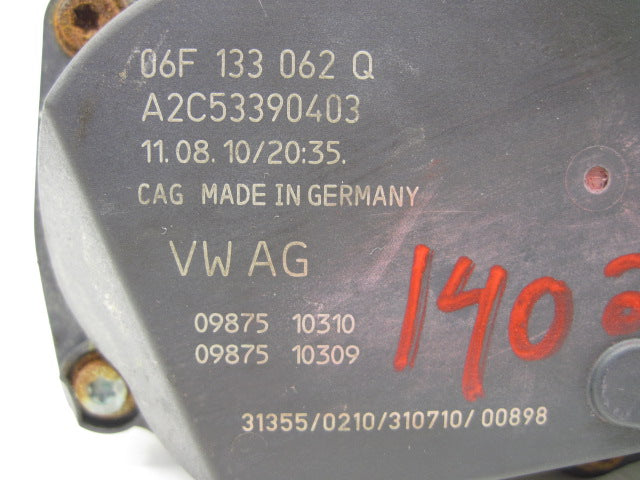 06F 133 062 Q
A2C53390403
11.08.10/20:35.
CAG MADE IN GERMANY
VW AG
09875 10310
09875 10309
1402
31355/0210/310710/00898